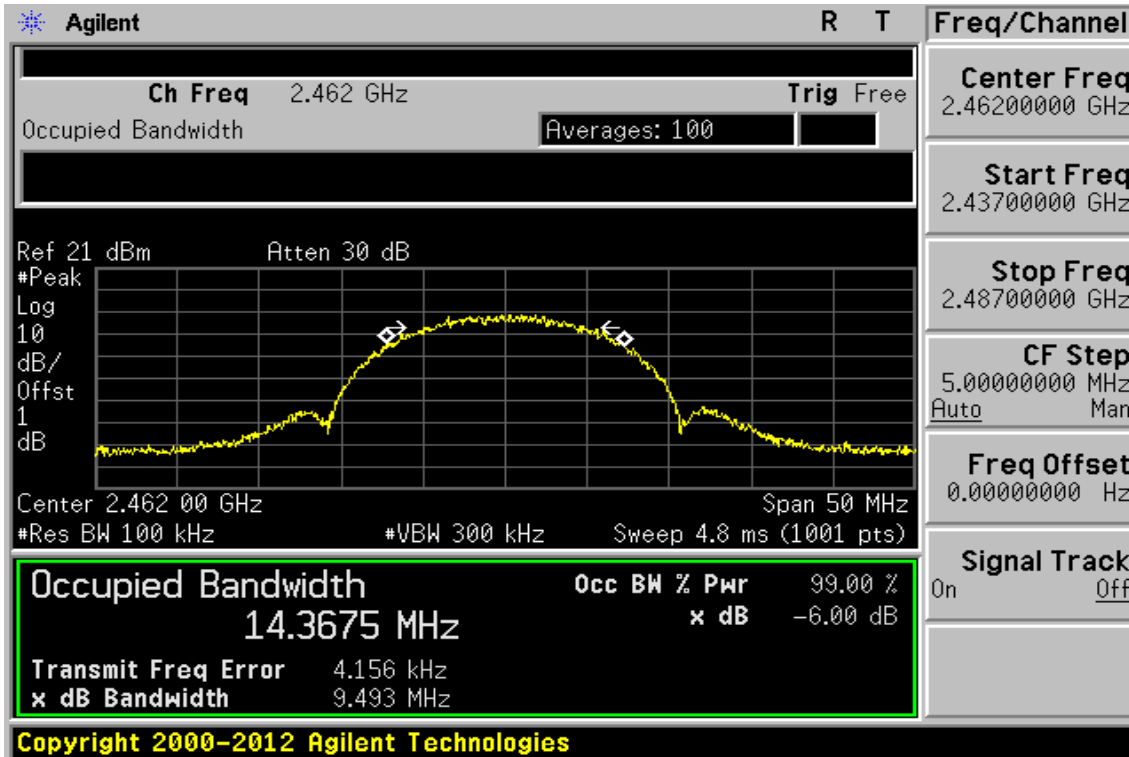 Agilent R T
Ch Freq 2.462 GHz Trig Free
Occupied Bandwidth Averages: 100
Ref 21 dBm Atten 30 dB
#Peak
Log
10
dB/
Offst
1
dB
Center 2.462 00 GHz Span 50 MHz
#Res BW 100 kHz #VBW 300 kHz Sweep 4.8 ms (1001 pts)
Occupied Bandwidth Occ BW % Pwr 99.00 %
14.3675 MHz x dB -6.00 dB
Transmit Freq Error 4.156 kHz
x dB Bandwidth 9.493 MHz
Copyright 2000-2012 Agilent Technologies
Freq/Channel
Center Freq
2.46200000 GHz
Start Freq
2.43700000 GHz
Stop Freq
2.48700000 GHz
CF Step
5.00000000 MHz
Auto Man
Freq Offset
0.00000000 Hz
Signal Track
On Off